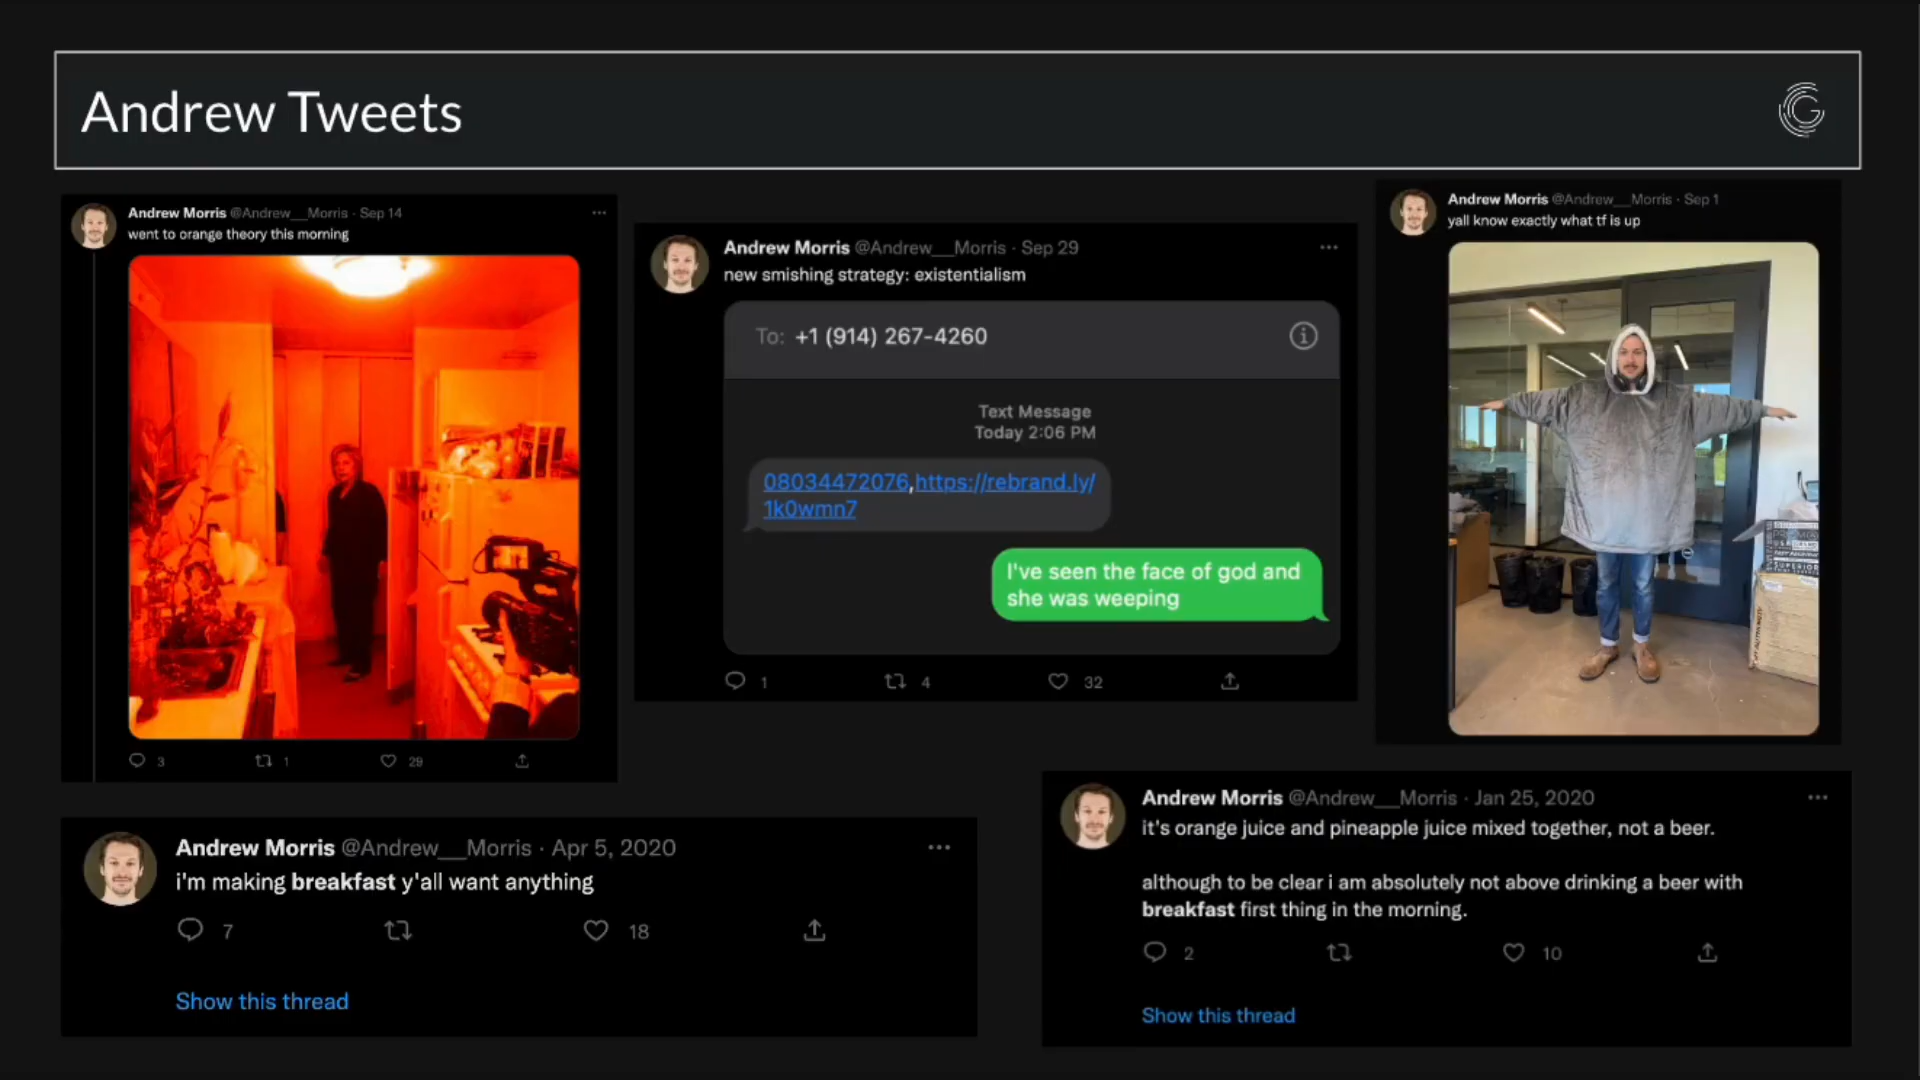 Andrew Tweets
G
Andrew Morris @Andrew__Morris · Sep 14
went to orange theory this morning
3
1
29
Andrew Morris @Andrew__Morris · Sep 29
new smishing strategy: existentialism
To: +1 (914) 267-4260
Text Message
Today 2:06 PM
08034472076,https://rebrand.ly/
1k0wmn7
I've seen the face of god and
she was weeping
1
4
32
Andrew Morris @Andrew__Morris · Sep 1
yall know exactly what tf is up
SUPERIOR
Andrew Morris @Andrew__Morris · Apr 5, 2020
i'm making breakfast y'all want anything
7
18
Show this thread
Andrew Morris @Andrew__Morris · Jan 25, 2020
it's orange juice and pineapple juice mixed together, not a beer.
although to be clear i am absolutely not above drinking a beer with
breakfast first thing in the morning.
2
10
Show this thread